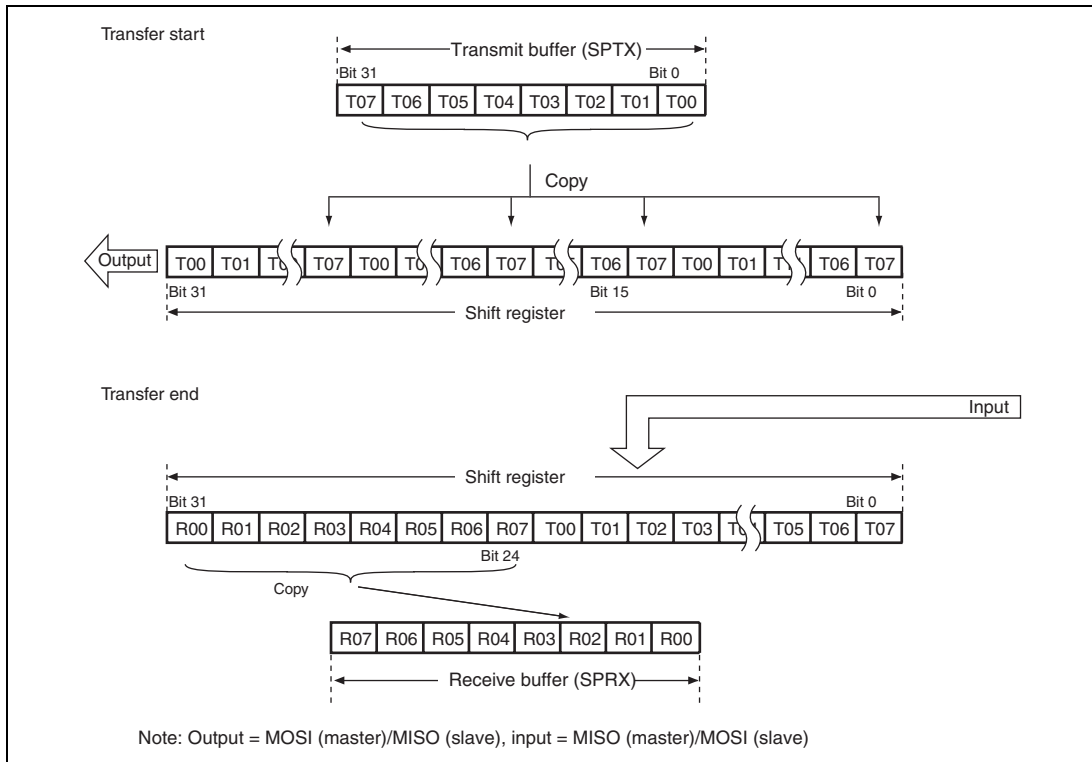 Transfer start
Transmit buffer (SPTX)
Bit 31 Bit 0
T07 T06 T05 T04 T03 T02 T01 T00
Copy
Output
T00 T01 T07 T00 T06 T07 T06 T07 T00 T01 T06 T07
Bit 31 Bit 15 Bit 0
Shift register
Transfer end
Input
Shift register
Bit 31 Bit 0
R00 R01 R02 R03 R04 R05 R06 R07 T00 T01 T02 T03 T05 T06 T07
Bit 24
Copy
R07 R06 R05 R04 R03 R02 R01 R00
Receive buffer (SPRX)
Note: Output = MOSI (master)/MISO (slave), input = MISO (master)/MOSI (slave)